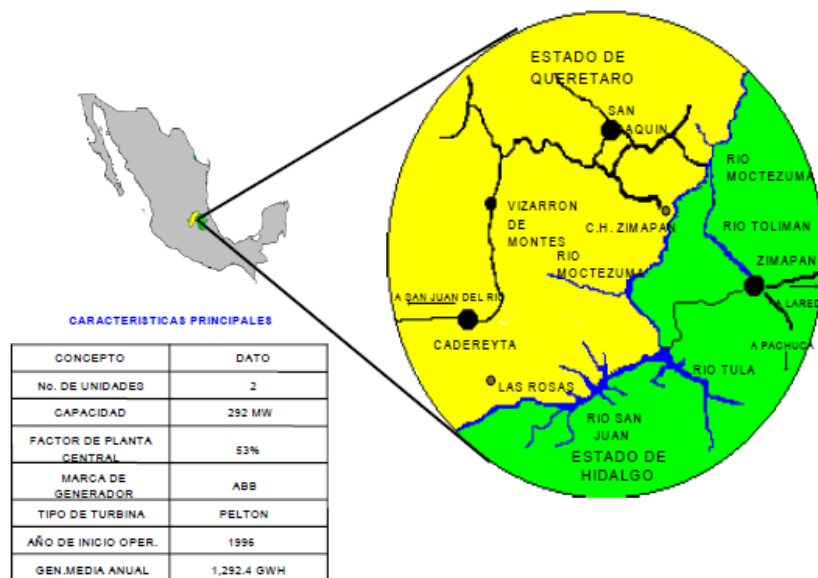 ESTADO DE
QUERETARO
SAN
AQUIN
RIO
MOCTEZUMA
VIZARRON
DE
MONTES
C.H. ZIMAPAN
RIO TOLIMAN
ZIMAPAN
RIO
MOCTEZUMA
A SAN JUAN DEL RIO
A LARED
CADEREYTA
A PACHUCA
LAS ROSAS
RIO TULA
RIO SAN
JUAN
ESTADO DE
HIDALGO
CARACTERISTICAS PRINCIPALES
CONCEPTO DATO
No. DE UNIDADES 2
CAPACIDAD 292 MW
FACTOR DE PLANTA
CENTRAL 53%
MARCA DE
GENERADOR ABB
TIPO DE TURBINA PELTON
AÑO DE INICIO OPER. 1996
GEN.MEDIA ANUAL 1,292.4 GWH